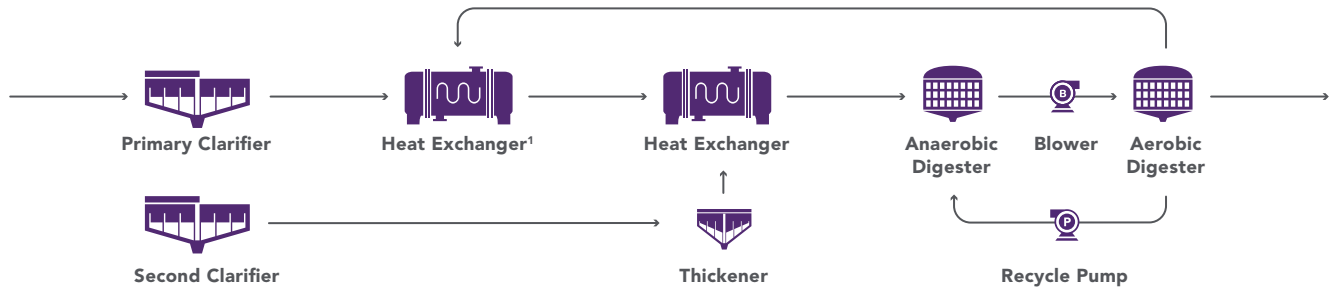 B
Primary Clarifier
Heat Exchanger¹
Heat Exchanger
Anaerobic
Digester
Blower
Aerobic
Digester
P
Second Clarifier
Thickener
Recycle Pump